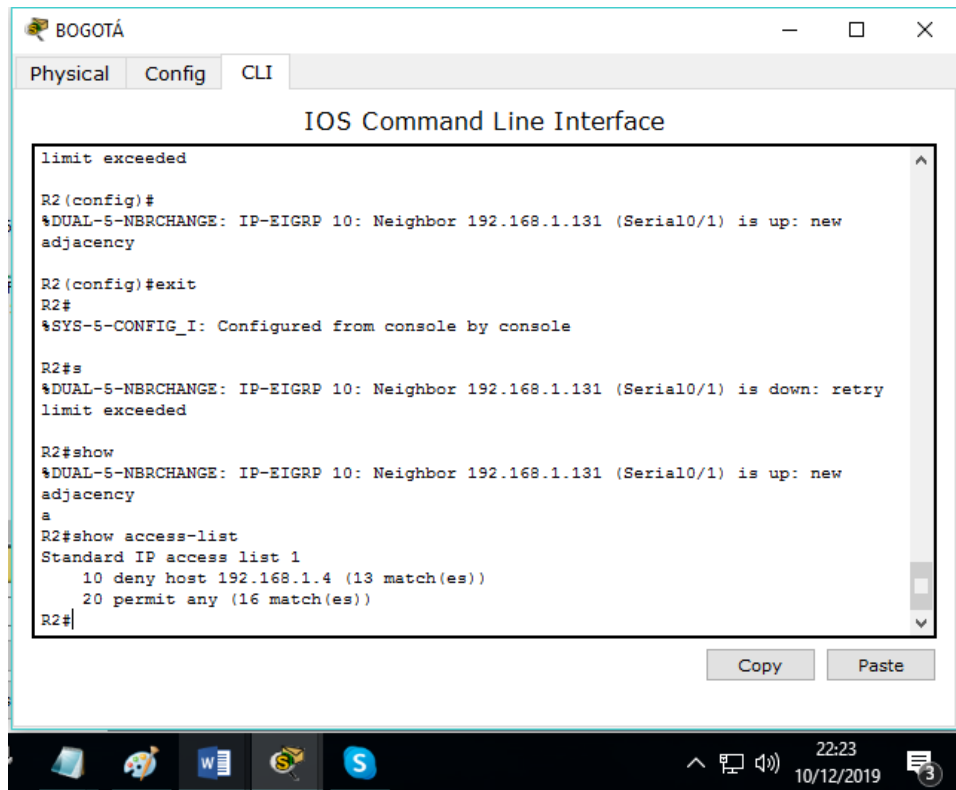 BOGOTÁ
Physical Config CLI
IOS Command Line Interface
limit exceeded
R2(config)#
%DUAL-5-NBRCHANGE: IP-EIGRP 10: Neighbor 192.168.1.131 (Serial0/1) is up: new
adjacency
R2(config)#exit
R2#
%SYS-5-CONFIG_I: Configured from console by console
R2#s
%DUAL-5-NBRCHANGE: IP-EIGRP 10: Neighbor 192.168.1.131 (Serial0/1) is down: retry
limit exceeded
R2#show
%DUAL-5-NBRCHANGE: IP-EIGRP 10: Neighbor 192.168.1.131 (Serial0/1) is up: new
adjacency
a
R2#show access-list
Standard IP access list 1
10 deny host 192.168.1.4 (13 match(es))
20 permit any (16 match(es))
R2#
Copy Paste
W S
22:23
10/12/2019
3